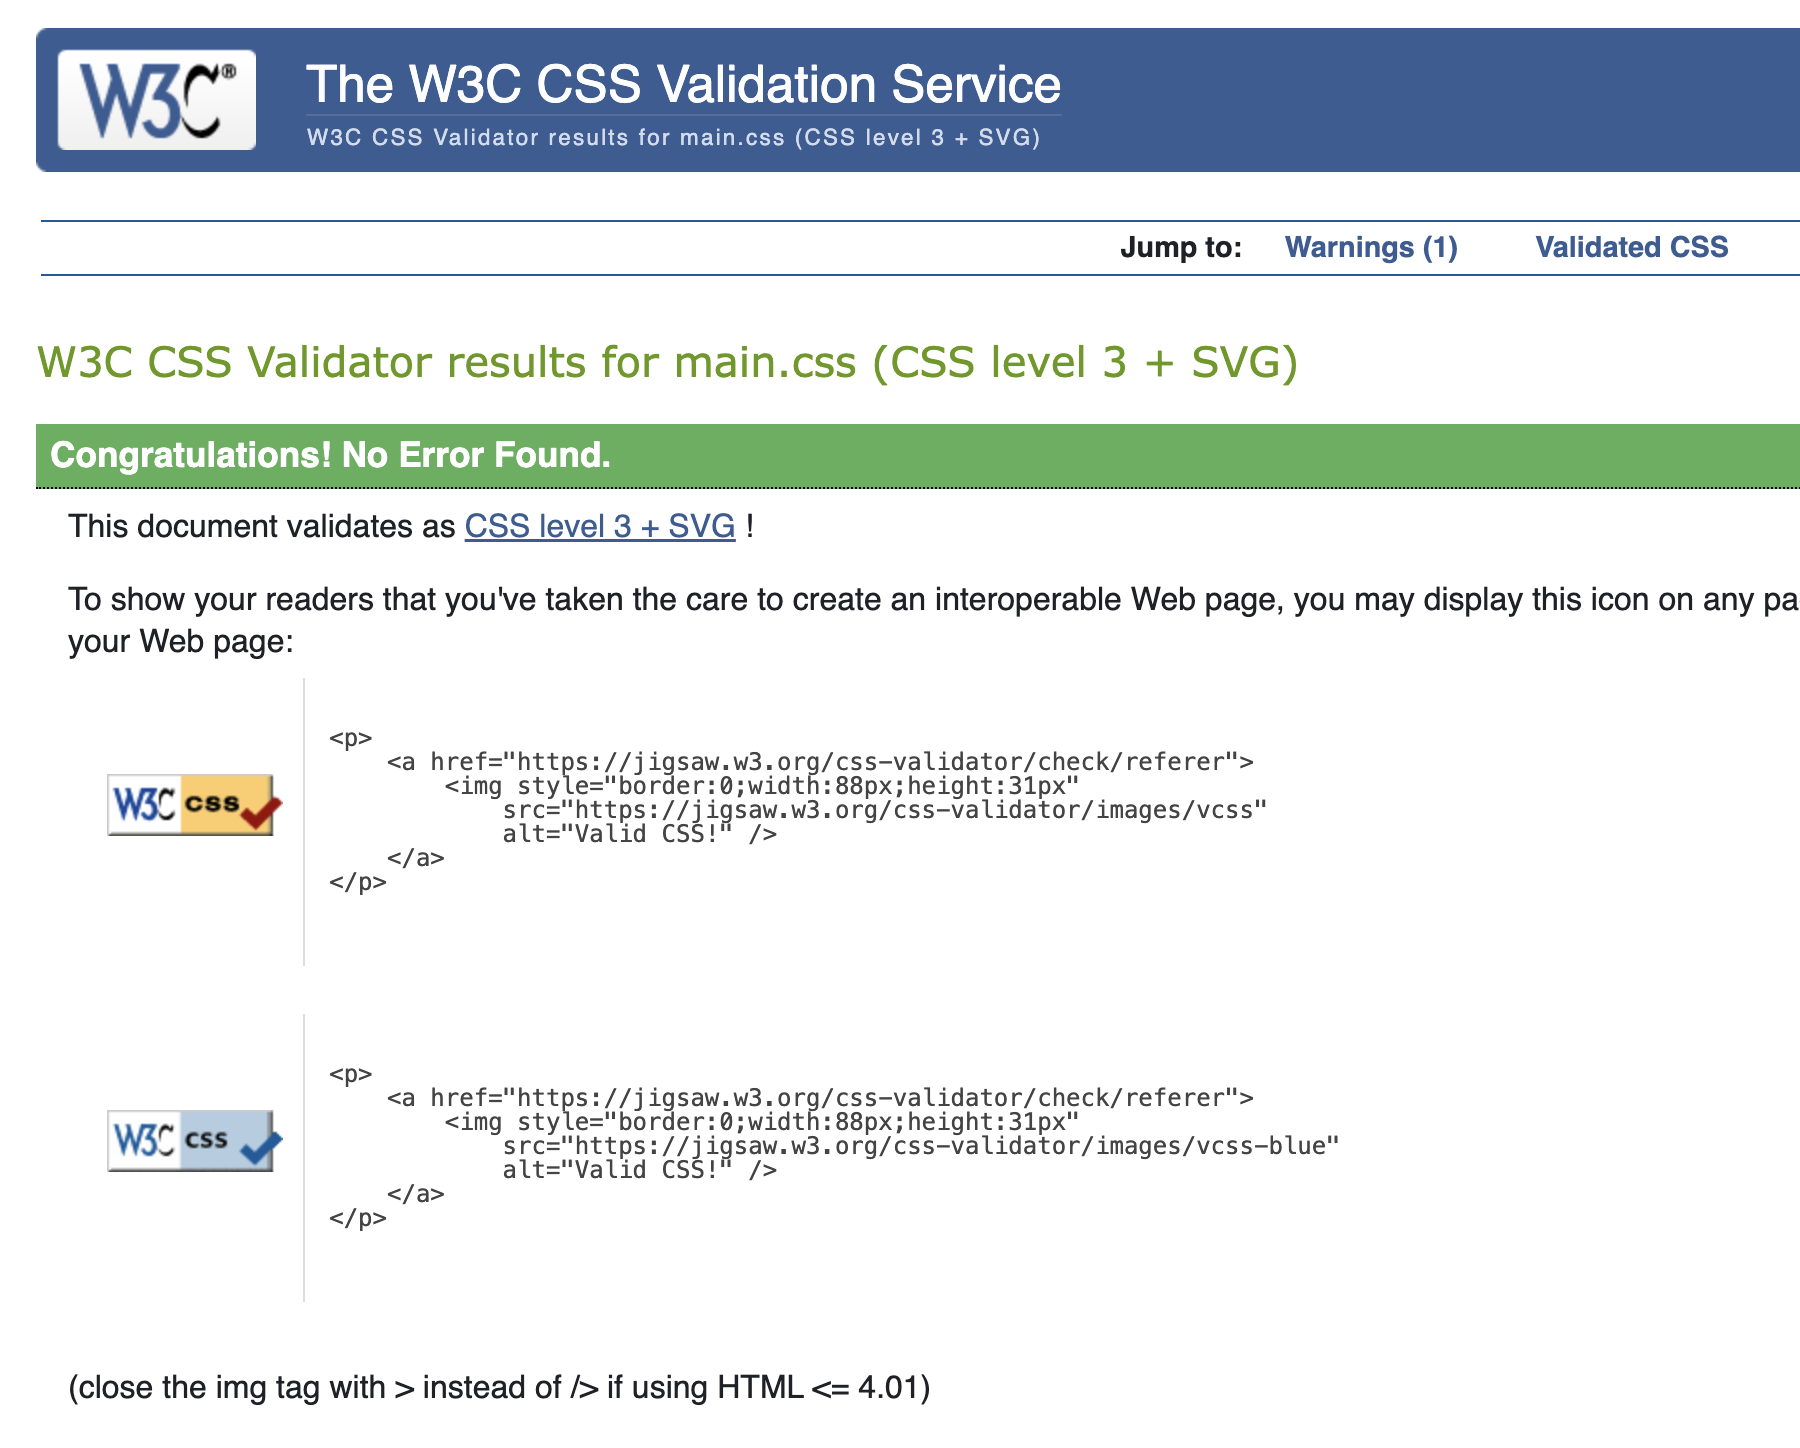 W3C®
The W3C CSS Validation Service
W3C CSS Validator results for main.css (CSS level 3 + SVG)
Jump to: Warnings (1) Validated CSS
W3C CSS Validator results for main.css (CSS level 3 + SVG)
Congratulations! No Error Found.
This document validates as CSS level 3 + SVG !
To show your readers that you've taken the care to create an interoperable Web page, you may display this icon on any
your Web page:
W3C css
<p>
    <a href="https://jigsaw.w3.org/css-validator/check/referer">
        <img style="border:0;width:88px;height:31px"
            src="https://jigsaw.w3.org/css-validator/images/vcss"
            alt="Valid CSS!" />
    </a>
</p>
W3C css
<p>
    <a href="https://jigsaw.w3.org/css-validator/check/referer">
        <img style="border:0;width:88px;height:31px"
            src="https://jigsaw.w3.org/css-validator/images/vcss-blue"
            alt="Valid CSS!" />
    </a>
</p>
(close the img tag with > instead of /> if using HTML <= 4.01)